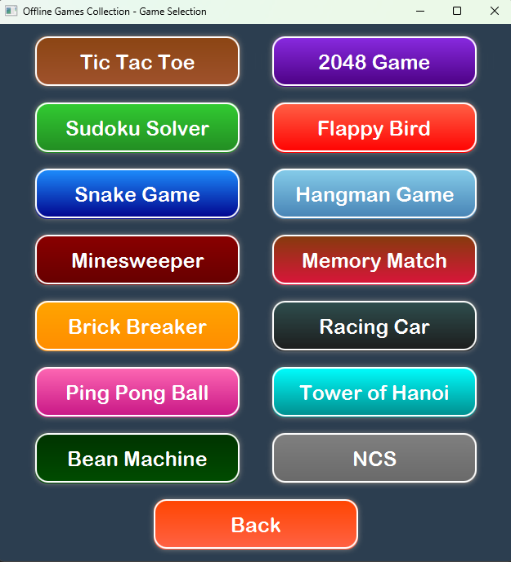 Offline Games Collection - Game Selection
Tic Tac Toe
2048 Game
Sudoku Solver
Flappy Bird
Snake Game
Hangman Game
Minesweeper
Memory Match
Brick Breaker
Racing Car
Ping Pong Ball
Tower of Hanoi
Bean Machine
NCS
Back